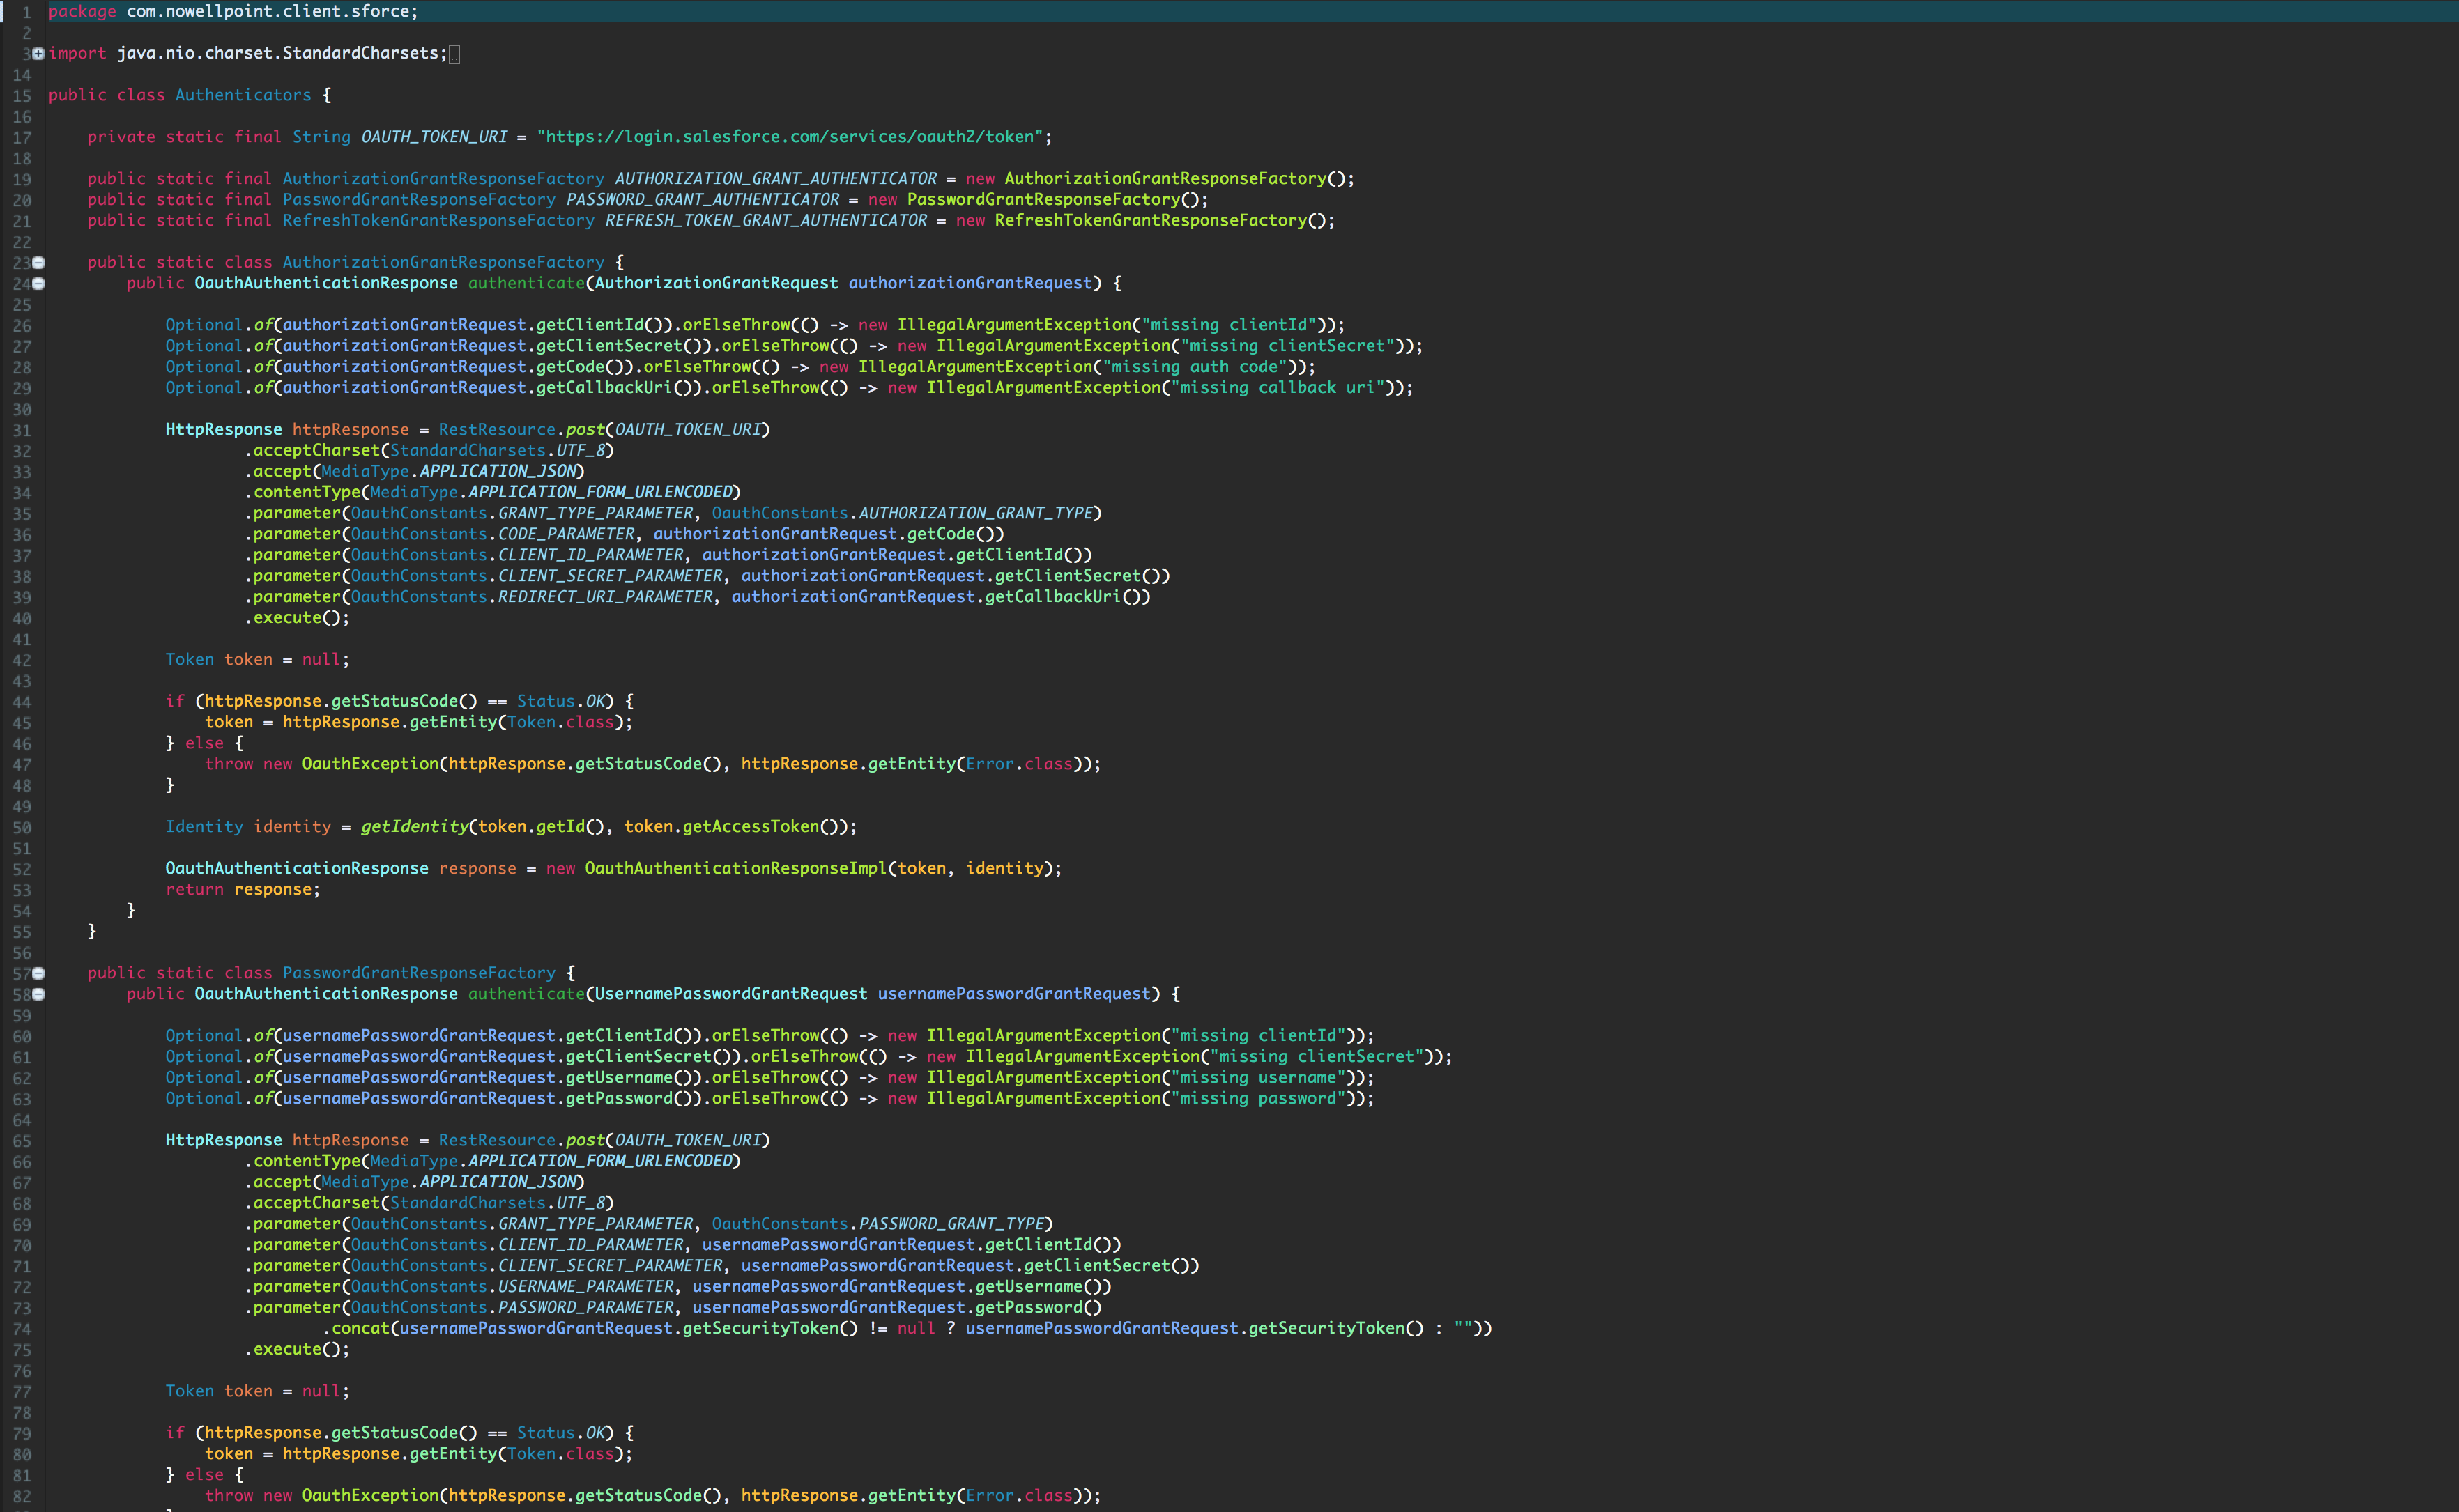 1 package com.nowellpoint.client.sforce;
2
3 import java.nio.charset.StandardCharsets;
14
15 public class Authenticators {
16
17 private static final String OAUTH_TOKEN_URI = "https://login.salesforce.com/services/oauth2/token";
18
19 public static final AuthorizationGrantResponseFactory AUTHORIZATION_GRANT_AUTHENTICATOR = new AuthorizationGrantResponseFactory();
20 public static final PasswordGrantResponseFactory PASSWORD_GRANT_AUTHENTICATOR = new PasswordGrantResponseFactory();
21 public static final RefreshTokenGrantResponseFactory REFRESH_TOKEN_GRANT_AUTHENTICATOR = new RefreshTokenGrantResponseFactory();
22
23 public static class AuthorizationGrantResponseFactory {
24 public OauthAuthenticationResponse authenticate(AuthorizationGrantRequest authorizationGrantRequest) {
25
26 Optional.of(authorizationGrantRequest.getClientId()).orElseThrow(() -> new IllegalArgumentException("missing clientId"));
27 Optional.of(authorizationGrantRequest.getClientSecret()).orElseThrow(() -> new IllegalArgumentException("missing clientSecret"));
28 Optional.of(authorizationGrantRequest.getCode()).orElseThrow(() -> new IllegalArgumentException("missing auth code"));
29 Optional.of(authorizationGrantRequest.getCallbackUri()).orElseThrow(() -> new IllegalArgumentException("missing callback uri"));
30
31 HttpResponse httpResponse = RestResource.post(OAUTH_TOKEN_URI)
32 .acceptCharset(StandardCharsets.UTF_8)
33 .accept(MediaType.APPLICATION_JSON)
34 .contentType(MediaType.APPLICATION_FORM_URLENCODED)
35 .parameter(OauthConstants.GRANT_TYPE_PARAMETER, OauthConstants.AUTHORIZATION_GRANT_TYPE)
36 .parameter(OauthConstants.CODE_PARAMETER, authorizationGrantRequest.getCode())
37 .parameter(OauthConstants.CLIENT_ID_PARAMETER, authorizationGrantRequest.getClientId())
38 .parameter(OauthConstants.CLIENT_SECRET_PARAMETER, authorizationGrantRequest.getClientSecret())
39 .parameter(OauthConstants.REDIRECT_URI_PARAMETER, authorizationGrantRequest.getCallbackUri())
40 .execute();
41
42 Token token = null;
43
44 if (httpResponse.getStatusCode() == Status.OK) {
45 token = httpResponse.getEntity(Token.class);
46 } else {
47 throw new OauthException(httpResponse.getStatusCode(), httpResponse.getEntity(Error.class));
48 }
49
50 Identity identity = getIdentity(token.getId(), token.getAccessToken());
51
52 OauthAuthenticationResponse response = new OauthAuthenticationResponseImpl(token, identity);
53 return response;
54 }
55 }
56
57 public static class PasswordGrantResponseFactory {
58 public OauthAuthenticationResponse authenticate(UsernamePasswordGrantRequest usernamePasswordGrantRequest) {
59
60 Optional.of(usernamePasswordGrantRequest.getClientId()).orElseThrow(() -> new IllegalArgumentException("missing clientId"));
61 Optional.of(usernamePasswordGrantRequest.getClientSecret()).orElseThrow(() -> new IllegalArgumentException("missing clientSecret"));
62 Optional.of(usernamePasswordGrantRequest.getUsername()).orElseThrow(() -> new IllegalArgumentException("missing username"));
63 Optional.of(usernamePasswordGrantRequest.getPassword()).orElseThrow(() -> new IllegalArgumentException("missing password"));
64
65 HttpResponse httpResponse = RestResource.post(OAUTH_TOKEN_URI)
66 .contentType(MediaType.APPLICATION_FORM_URLENCODED)
67 .accept(MediaType.APPLICATION_JSON)
68 .acceptCharset(StandardCharsets.UTF_8)
69 .parameter(OauthConstants.GRANT_TYPE_PARAMETER, OauthConstants.PASSWORD_GRANT_TYPE)
70 .parameter(OauthConstants.CLIENT_ID_PARAMETER, usernamePasswordGrantRequest.getClientId())
71 .parameter(OauthConstants.CLIENT_SECRET_PARAMETER, usernamePasswordGrantRequest.getClientSecret())
72 .parameter(OauthConstants.USERNAME_PARAMETER, usernamePasswordGrantRequest.getUsername())
73 .parameter(OauthConstants.PASSWORD_PARAMETER, usernamePasswordGrantRequest.getPassword()
74 .concat(usernamePasswordGrantRequest.getSecurityToken() != null ? usernamePasswordGrantRequest.getSecurityToken() : ""))
75 .execute();
76
77 Token token = null;
78
79 if (httpResponse.getStatusCode() == Status.OK) {
80 token = httpResponse.getEntity(Token.class);
81 } else {
82 throw new OauthException(httpResponse.getStatusCode(), httpResponse.getEntity(Error.class));